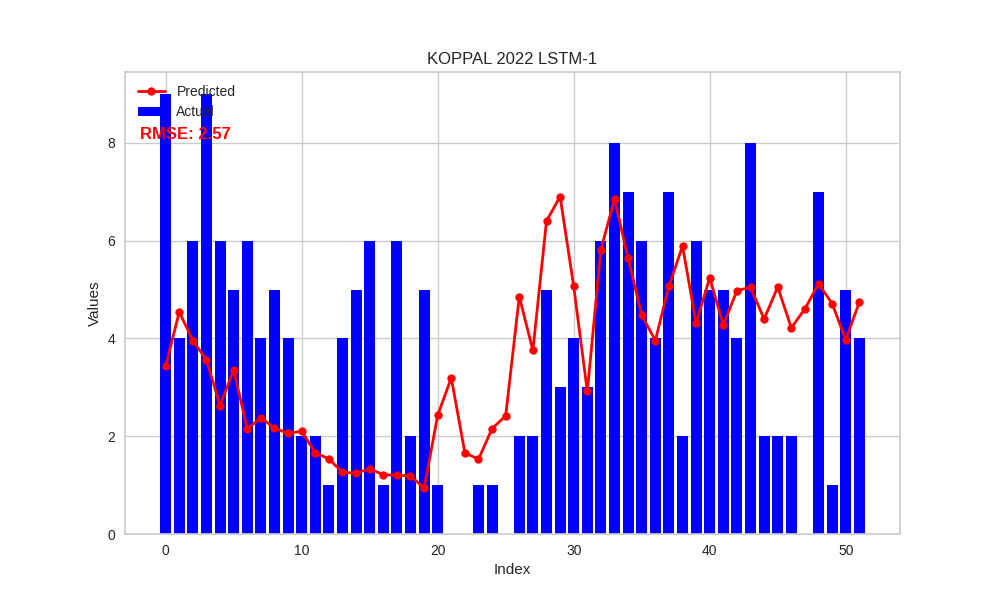 KOPPAL 2022 LSTM-1
Predicted
Actual
RMSE: 2.57
Values
8
6
4
2
0
0 10 20 30 40 50
Index